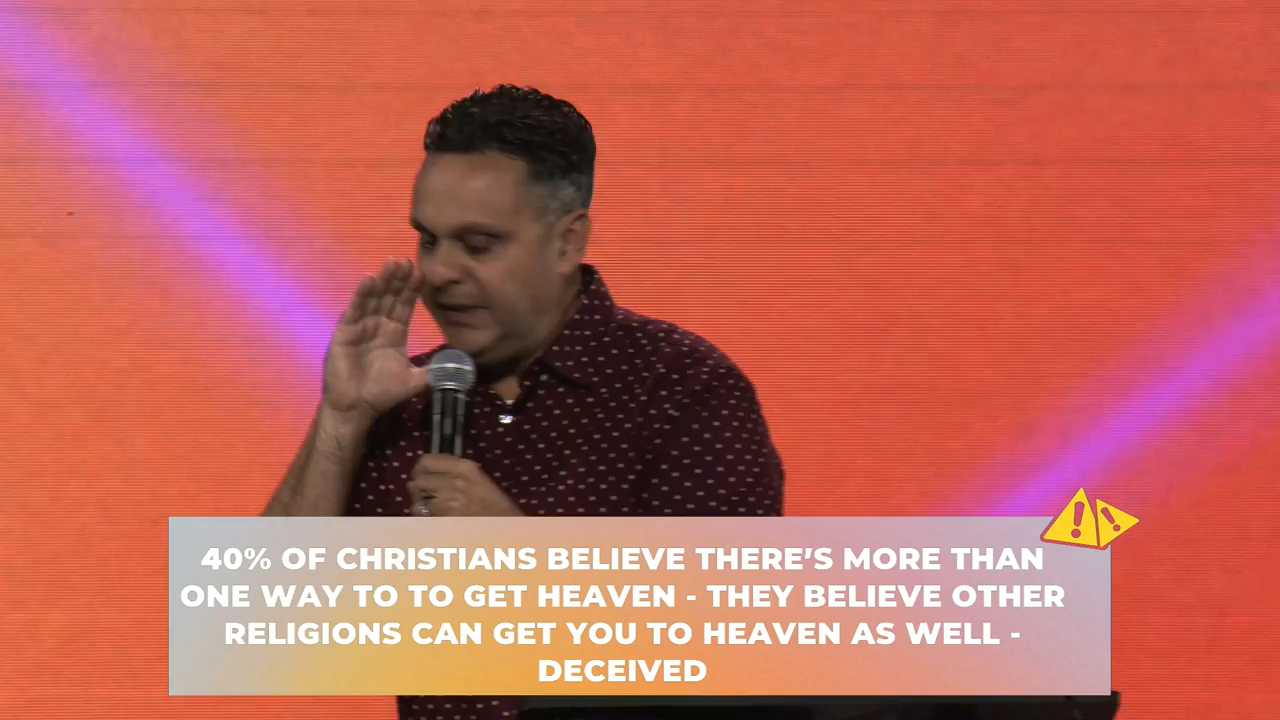 40% OF CHRISTIANS BELIEVE THERE'S MORE THAN
ONE WAY TO TO GET HEAVEN - THEY BELIEVE OTHER
RELIGIONS CAN GET YOU TO HEAVEN AS WELL -
DECEIVED